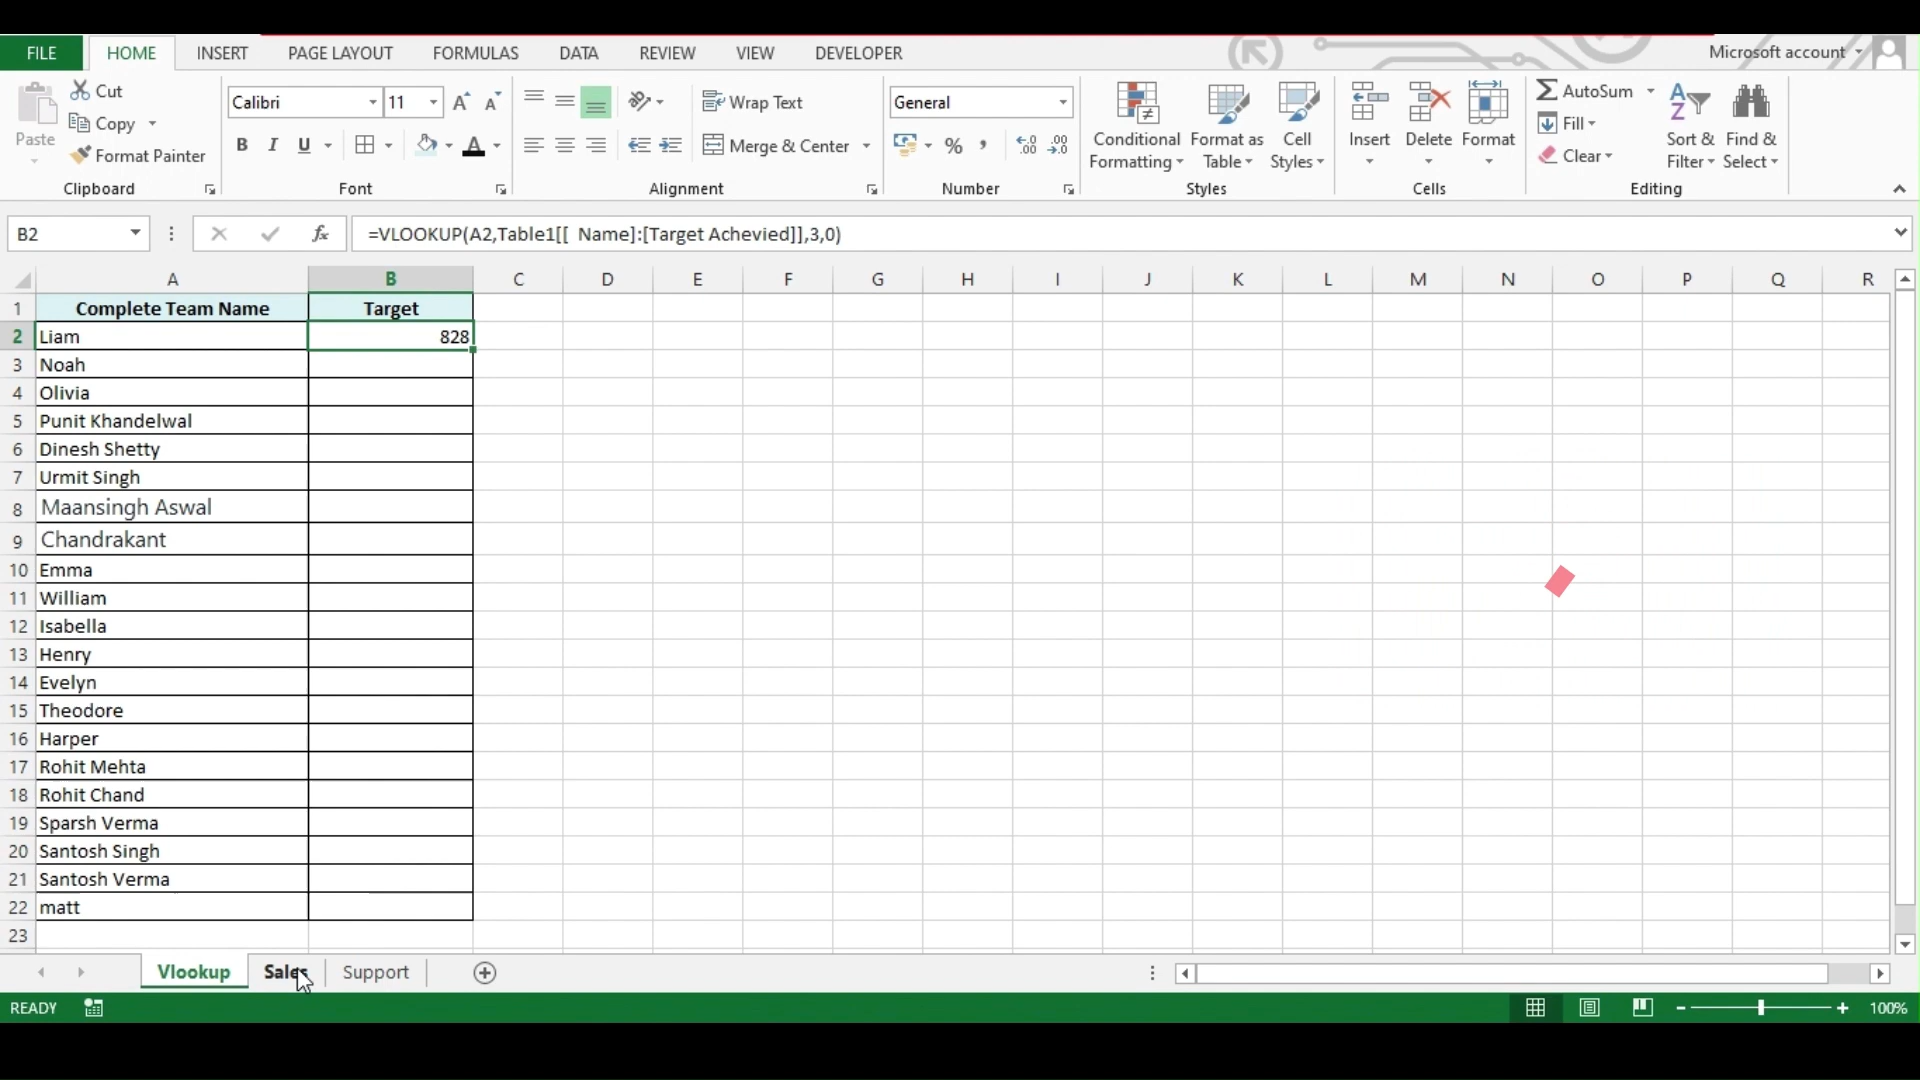 FILE HOME INSERT PAGE LAYOUT FORMULAS DATA REVIEW VIEW DEVELOPER Microsoft account
Paste
Cut
Copy
Format Painter
Clipboard
Calibri 11 A A
B I U A
Font
Wrap Text
Merge & Center
Alignment
General
% , .0 .00 .00 .0
Number
Conditional Formatting
Format as Table
Cell Styles
Styles
Insert Delete Format
Cells
AutoSum
Fill
Clear
Sort & Filter
Find & Select
Editing
B2 fx =VLOOKUP(A2,Table1[[  Name]:[Target Achevied]],3,0)
A B C D E F G H I J K L M N O P Q R
1 Complete Team Name Target
2 Liam 828
3 Noah
4 Olivia
5 Punit Khandelwal
6 Dinesh Shetty
7 Urmit Singh
8 Maansingh Aswal
9 Chandrakant
10 Emma
11 William
12 Isabella
13 Henry
14 Evelyn
15 Theodore
16 Harper
17 Rohit Mehta
18 Rohit Chand
19 Sparsh Verma
20 Santosh Singh
21 Santosh Verma
22 matt
23
Vlookup Sales Support
READY 100%